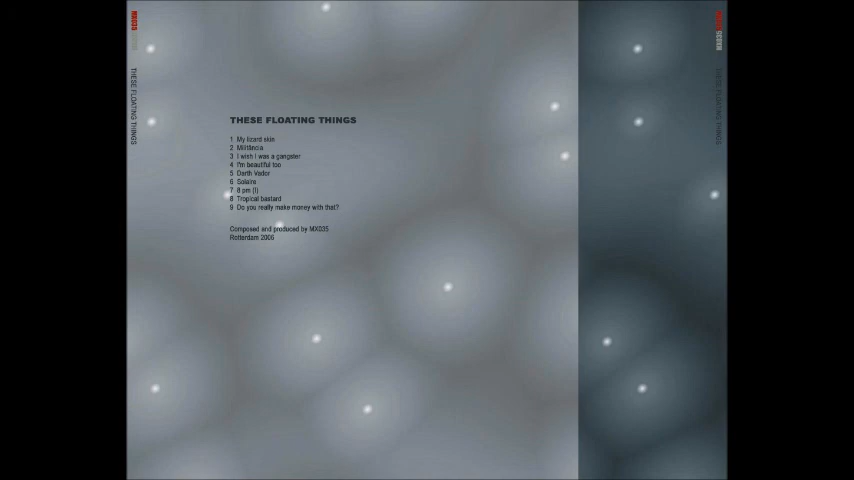 MX035
THESE FLOATING THINGS
THESE FLOATING THINGS
1 My lizard skin
2 Militância
3 I wish I was a gangster
4 I'm beautiful too
5 Darth Vador
6 Solaire
7 8 pm (I)
8 Tropical bastard
9 Do you really make money with that?
Composed and produced by MX035
Rotterdam 2006
MX035
THESE FLOATING THINGS